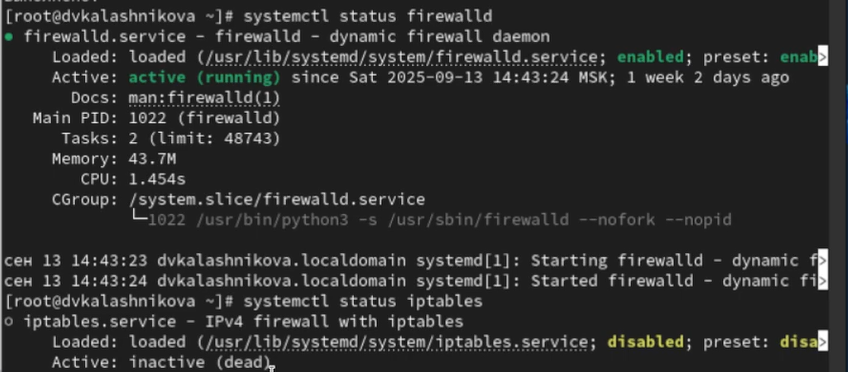 [root@dvkalashnikova ~]# systemctl status firewalld
● firewalld.service - firewalld - dynamic firewall daemon
     Loaded: loaded (/usr/lib/systemd/system/firewalld.service; enabled; preset: enab>
     Active: active (running) since Sat 2025-09-13 14:43:24 MSK; 1 week 2 days ago
       Docs: man:firewalld(1)
   Main PID: 1022 (firewalld)
      Tasks: 2 (limit: 48743)
     Memory: 43.7M
        CPU: 1.454s
     CGroup: /system.slice/firewalld.service
             └─1022 /usr/bin/python3 -s /usr/sbin/firewalld --nofork --nopid
сен 13 14:43:23 dvkalashnikova.localdomain systemd[1]: Starting firewalld - dynamic f>
сен 13 14:43:24 dvkalashnikova.localdomain systemd[1]: Started firewalld - dynamic fi>
[root@dvkalashnikova ~]# systemctl status iptables
○ iptables.service - IPv4 firewall with iptables
     Loaded: loaded (/usr/lib/systemd/system/iptables.service; disabled; preset: disa>
     Active: inactive (dead)